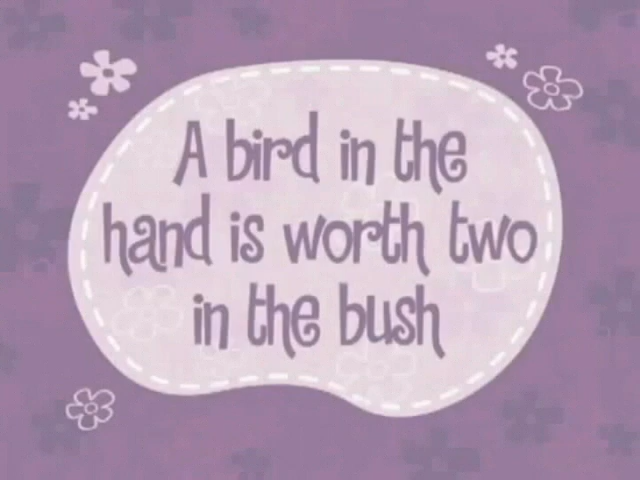 A bird in the
hand is worth two
in the bush